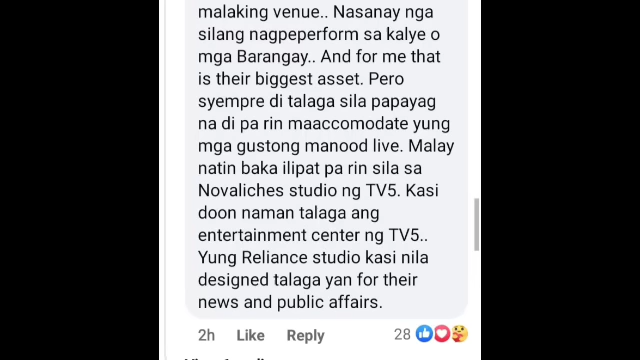 malaking venue.. Nasanay nga
silang nagpeperform sa kalye o
mga Barangay.. And for me that
is their biggest asset. Pero
syempre di talaga sila papayag
na di pa rin maaccomodate yung
mga gustong manood live. Malay
natin baka ilipat pa rin sila sa
Novaliches studio ng TV5. Kasi
doon naman talaga ang
entertainment center ng TV5..
Yung Reliance studio kasi nila
designed talaga yan for their
news and public affairs.
2h Like Reply 28